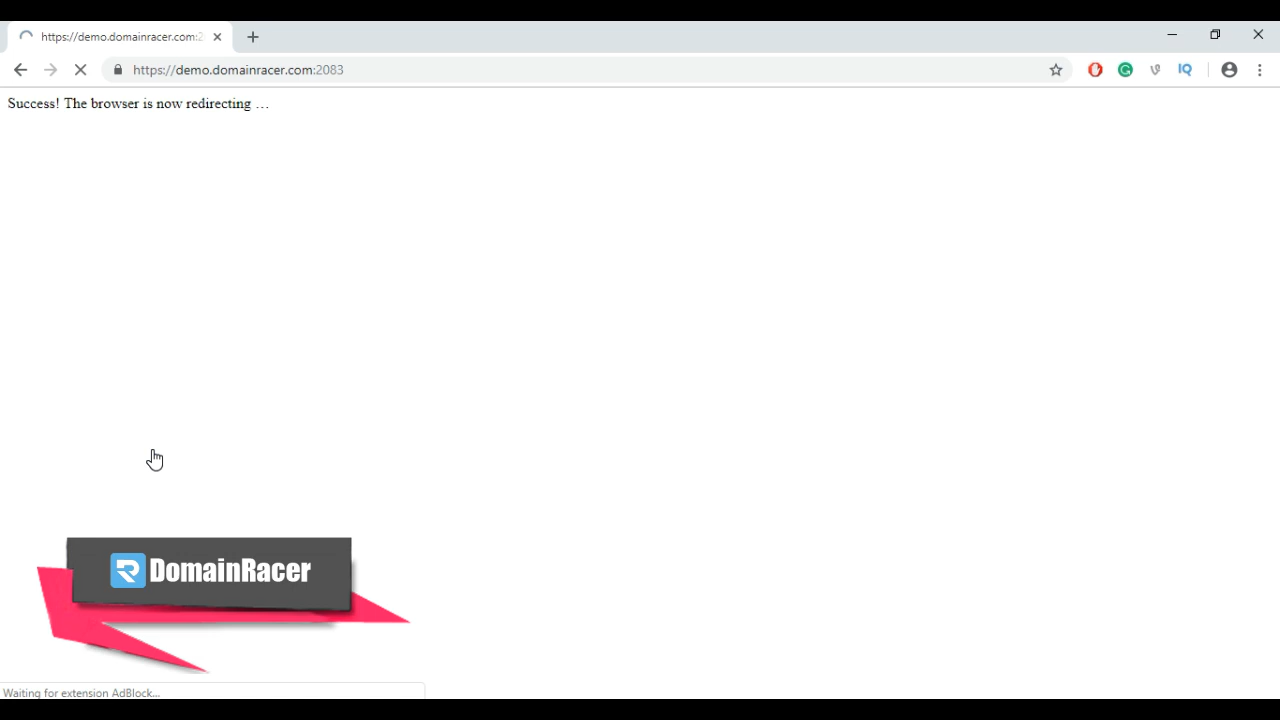 https://demo.domainracer.com:2
https://demo.domainracer.com:2083
Success! The browser is now redirecting …
DomainRacer
Waiting for extension AdBlock...